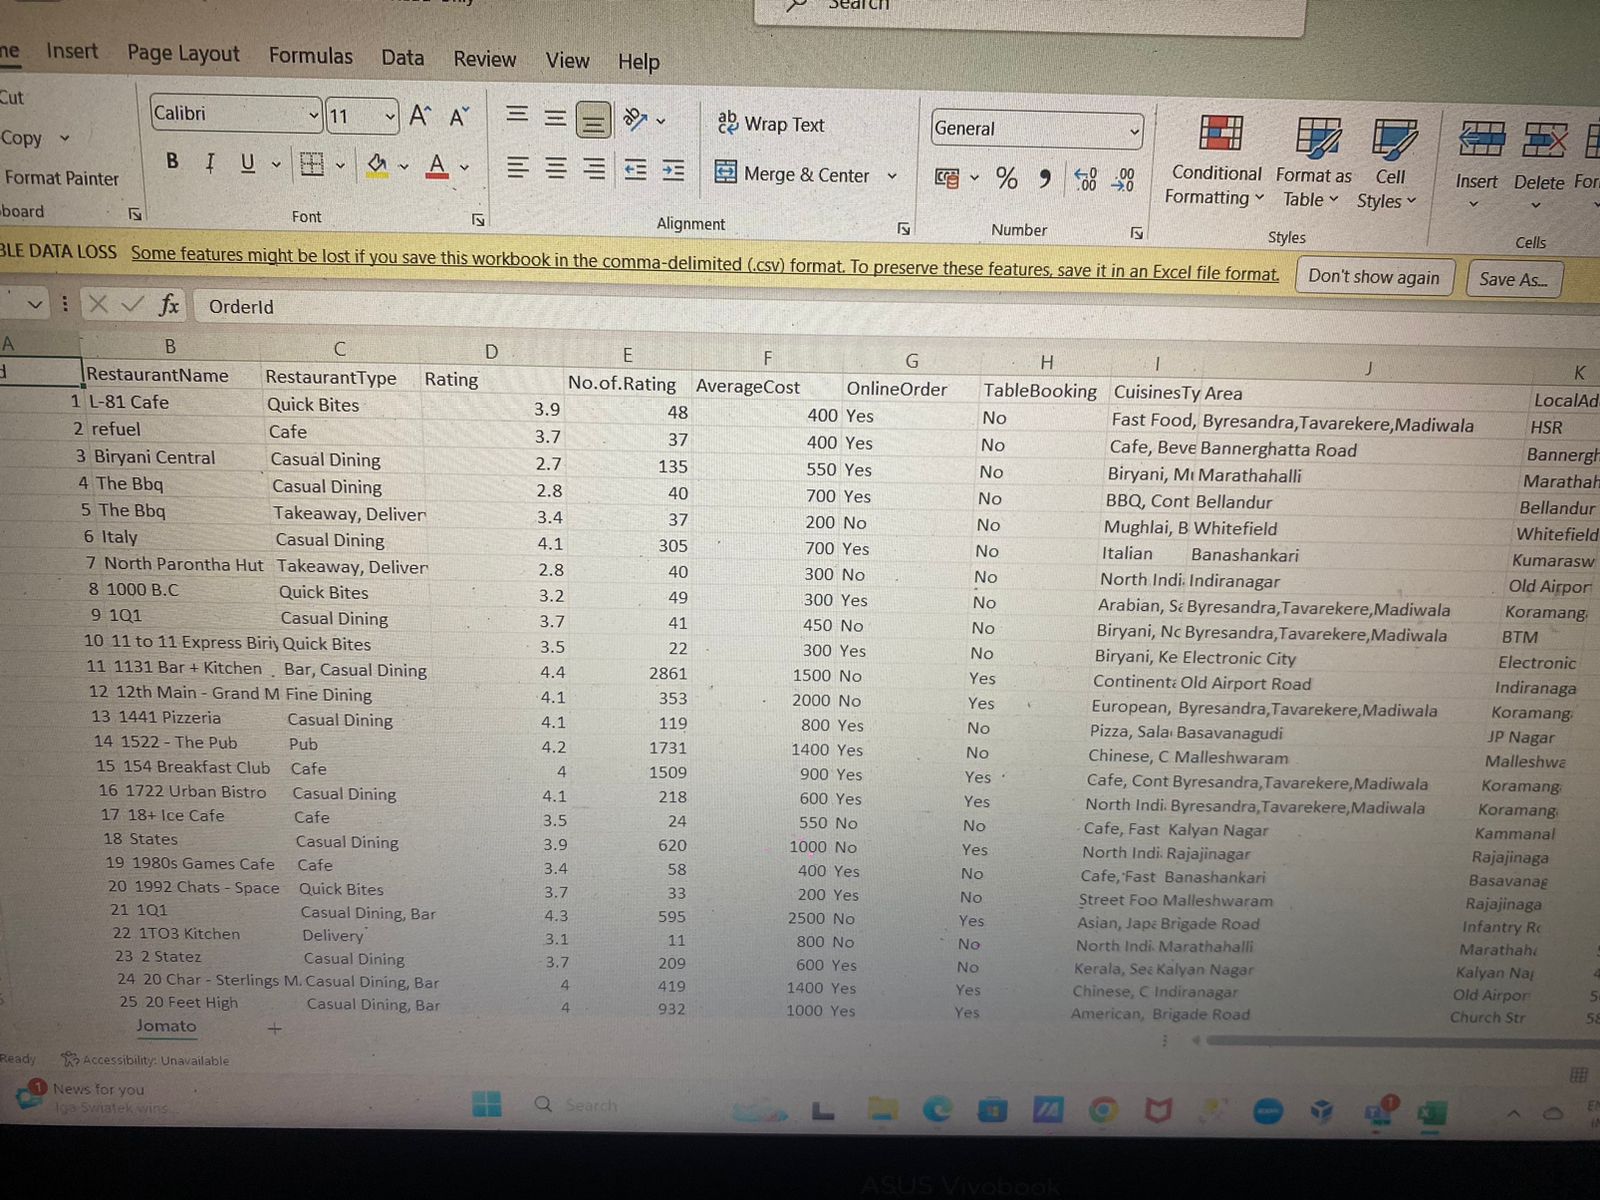 Search
Insert Page Layout Formulas Data Review View Help
Cut
Copy
Format Painter
Calibri 11
B I U
Font
Wrap Text
Merge & Center
Alignment
General
Number
Conditional Formatting
Format as Table
Cell Styles
Styles
Insert Delete
Cells
BLE DATA LOSS Some features might be lost if you save this workbook in the comma-delimited (.csv) format. To preserve these features, save it in an Excel file format. Don't show again Save As...
fx OrderId
A B C D E F G H I J K
d RestaurantName RestaurantType Rating No.of.Rating AverageCost OnlineOrder TableBooking CuisinesTy Area LocalAd
1 L-81 Cafe Quick Bites 3.9 48 400 Yes No Fast Food, Byresandra,Tavarekere,Madiwala HSR
2 refuel Cafe 3.7 37 400 Yes No Cafe, Beve Bannerghatta Road Bannergh
3 Biryani Central Casual Dining 2.7 135 550 Yes No Biryani, Mu Marathahalli Marathah
4 The Bbq Casual Dining 2.8 40 700 Yes No BBQ, Cont Bellandur Bellandur
5 The Bbq Takeaway, Deliver 3.4 37 200 No No Mughlai, B Whitefield Whitefield
6 Italy Casual Dining 4.1 305 700 Yes No Italian Banashankari Kumarasw
7 North Parontha Hut Takeaway, Deliver 2.8 40 300 No No North Indi Indiranagar Old Airpor
8 1000 B.C Quick Bites 3.2 49 300 Yes No Arabian, Sa Byresandra,Tavarekere,Madiwala Koramang
9 1Q1 Casual Dining 3.7 41 450 No No Biryani, No Byresandra,Tavarekere,Madiwala BTM
10 11 to 11 Express Biriy Quick Bites 3.5 22 300 Yes No Biryani, Ke Electronic City Electronic
11 1131 Bar + Kitchen Bar, Casual Dining 4.4 2861 1500 No Yes Continenta Old Airport Road Indiranaga
12 12th Main - Grand M Fine Dining 4.1 353 2000 No Yes European, Byresandra,Tavarekere,Madiwala Koramang
13 1441 Pizzeria Casual Dining 4.1 119 800 Yes No Pizza, Sala Basavanagudi JP Nagar
14 1522 - The Pub Pub 4.2 1731 1400 Yes No Chinese, C Malleshwaram Malleshwa
15 154 Breakfast Club Cafe 4 1509 900 Yes Yes Cafe, Cont Byresandra,Tavarekere,Madiwala Koramang
16 1722 Urban Bistro Casual Dining 4.1 218 600 Yes Yes North Indi Byresandra,Tavarekere,Madiwala Koramang
17 18+ Ice Cafe Cafe 3.5 24 550 No No Cafe, Fast Kalyan Nagar Kammanal
18 States Casual Dining 3.9 620 1000 No Yes North Indi Rajajinagar Rajajinaga
19 1980s Games Cafe Cafe 3.4 58 400 Yes No Cafe, Fast Banashankari Basavanag
20 1992 Chats - Space Quick Bites 3.7 33 200 Yes No Street Foo Malleshwaram Rajajinaga
21 1Q1 Casual Dining, Bar 4.3 595 2500 No Yes Asian, Japa Brigade Road Infantry Ro
22 1TO3 Kitchen Delivery 3.1 11 800 No No North Indi Marathahalli Marathaha
23 2 Statez Casual Dining 3.7 209 600 Yes No Kerala, Sea Kalyan Nagar Kalyan Nag
24 20 Char - Sterlings M Casual Dining, Bar 4 419 1400 Yes Yes Chinese, C Indiranagar Old Airpor
25 20 Feet High Casual Dining, Bar 4 932 1000 Yes Yes American, Brigade Road Church Str
Jomato +
Ready Accessibility: Unavailable
1 News for you
Iga Swiatek wins...
Search
ASUS Vivobook